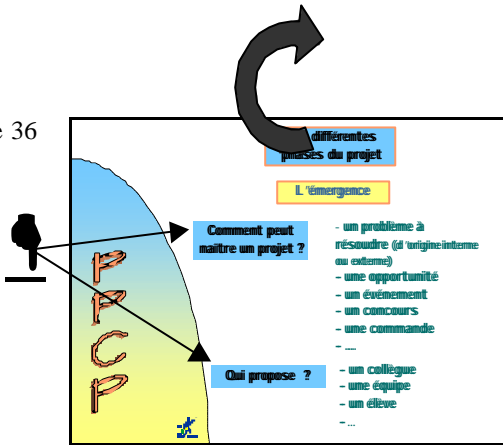 e 36
différentes
phases du projet
L 'émergence
Comment peut
naître un projet ?
- un problème à
résoudre (d 'origine interne
ou externe)
- une opportunité
- un événement
- un concours
- une commande
- ....
PPCP
Qui propose ?
- un collègue
- une équipe
- un élève
- ...